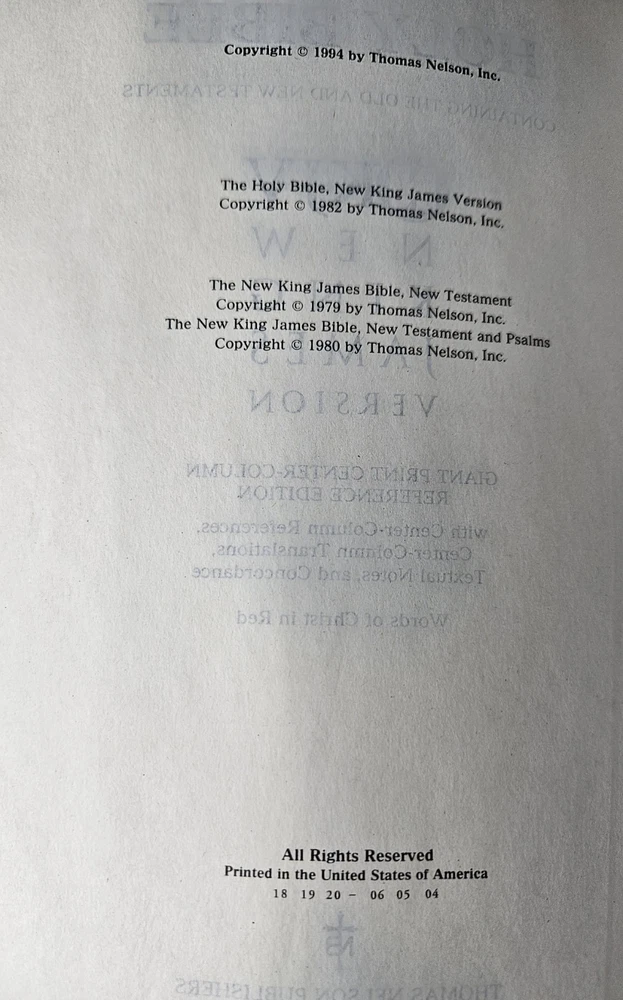 Copyright © 1994 by Thomas Nelson, Inc.
The Holy Bible, New King James Version
Copyright © 1982 by Thomas Nelson, Inc.
The New King James Bible, New Testament
Copyright © 1979 by Thomas Nelson, Inc.
The New King James Bible, New Testament and Psalms
Copyright © 1980 by Thomas Nelson, Inc.
All Rights Reserved
Printed in the United States of America
18 19 20 – 06 05 04